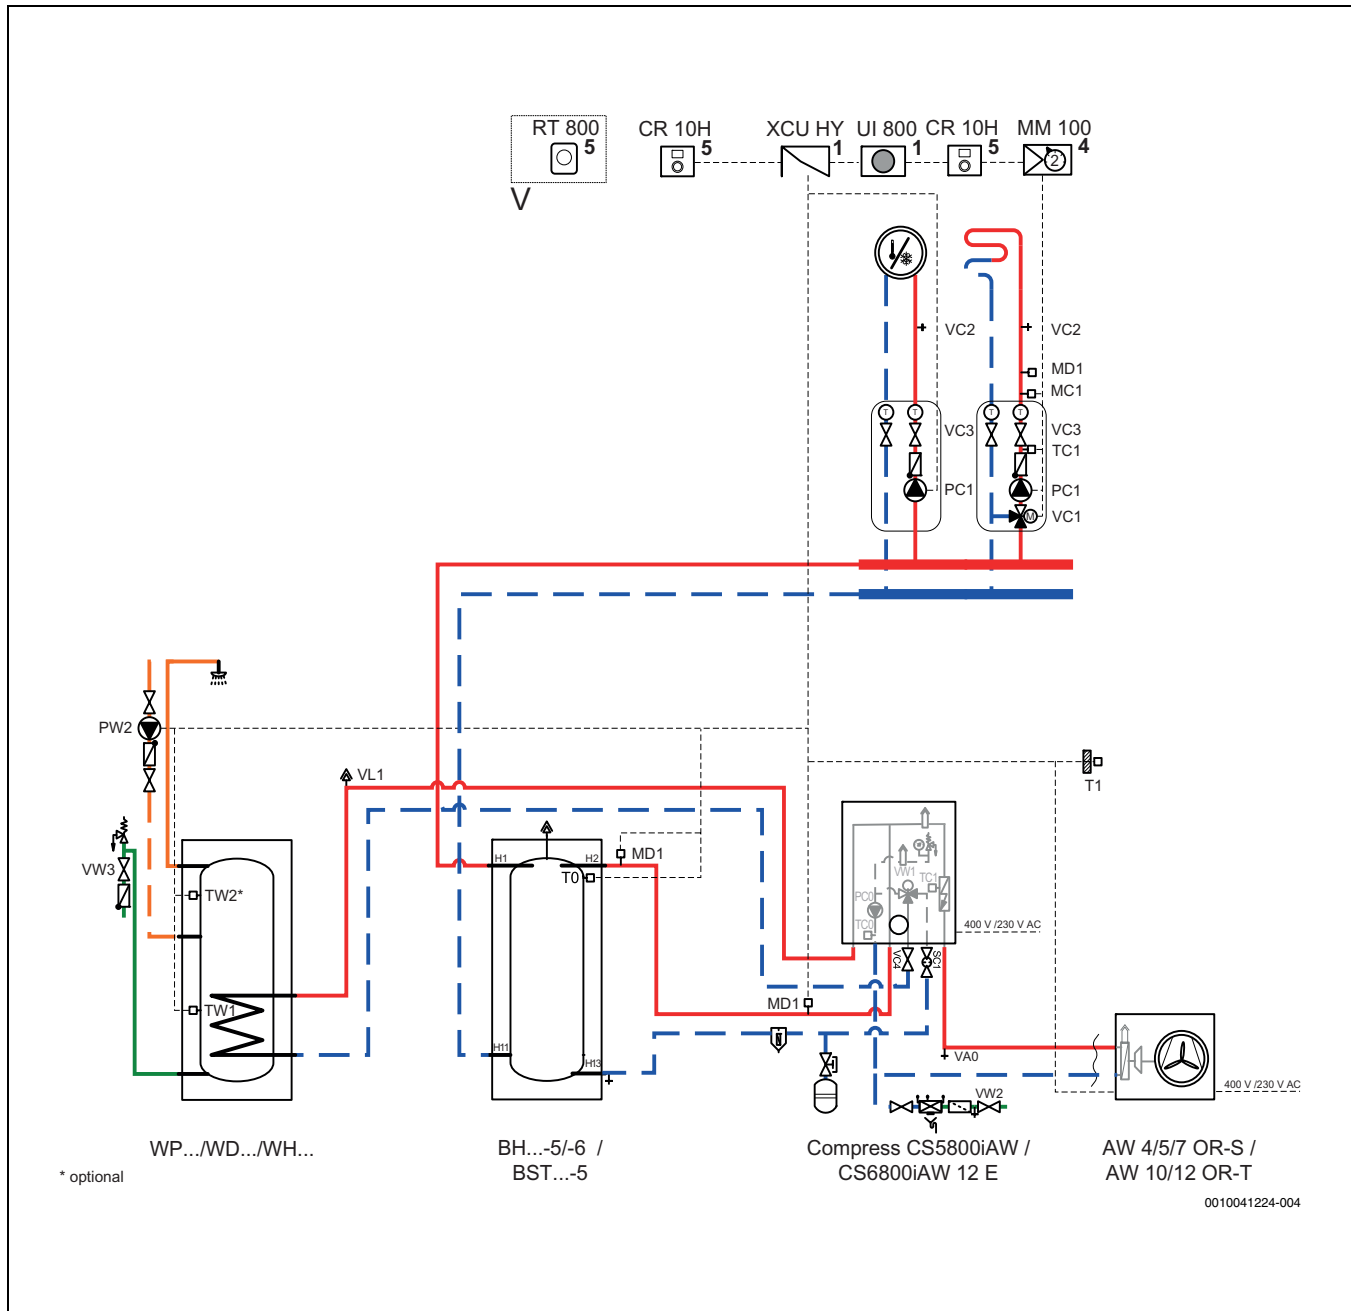 RT 800
5
CR 10H
5
XCU HY
1
UI 800
1
CR 10H
5
MM 100
4
2
V
VC2
VC2
MD1
MC1
T
T
T
T
VC3
VC3
TC1
PC1
PC1
M
VC1
PW2
VL1
T1
VW3
TW2*
H1
H2
MD1
T0
VW1
TC1
PC0
TC0
400 V /230 V AC
VC4
SC1
TW1
MD1
H11
H13
VA0
VW2
400 V /230 V AC
WP.../WD.../WH...
BH...-5/-6 /
BST...-5
Compress CS5800iAW /
CS6800iAW 12 E
AW 4/5/7 OR-S /
AW 10/12 OR-T
* optional
0010041224-004